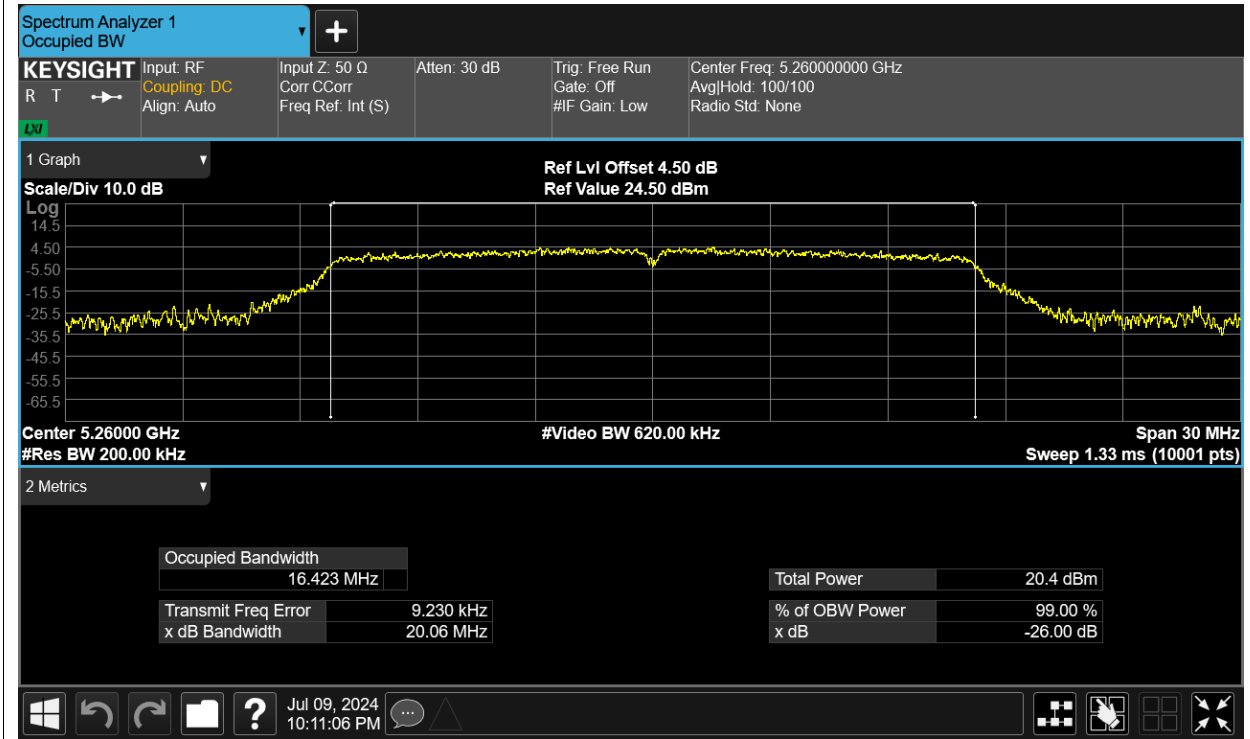 Spectrum Analyzer 1
Occupied BW
KEYSIGHT
R T
LXI
Input: RF
Coupling: DC
Align: Auto
Input Z: 50 Ω
Corr CCorr
Freq Ref: Int (S)
Atten: 30 dB
Trig: Free Run
Gate: Off
#IF Gain: Low
Center Freq: 5.260000000 GHz
Avg|Hold: 100/100
Radio Std: None
1 Graph
Scale/Div 10.0 dB
Ref Lvl Offset 4.50 dB
Ref Value 24.50 dBm
Log
14.5
4.50
-5.50
-15.5
-25.5
-35.5
-45.5
-55.5
-65.5
Center 5.26000 GHz
#Res BW 200.00 kHz
#Video BW 620.00 kHz
Span 30 MHz
Sweep 1.33 ms (10001 pts)
2 Metrics
Occupied Bandwidth
16.423 MHz
Transmit Freq Error 9.230 kHz
x dB Bandwidth 20.06 MHz
Total Power 20.4 dBm
% of OBW Power 99.00 %
x dB -26.00 dB
?
Jul 09, 2024
10:11:06 PM